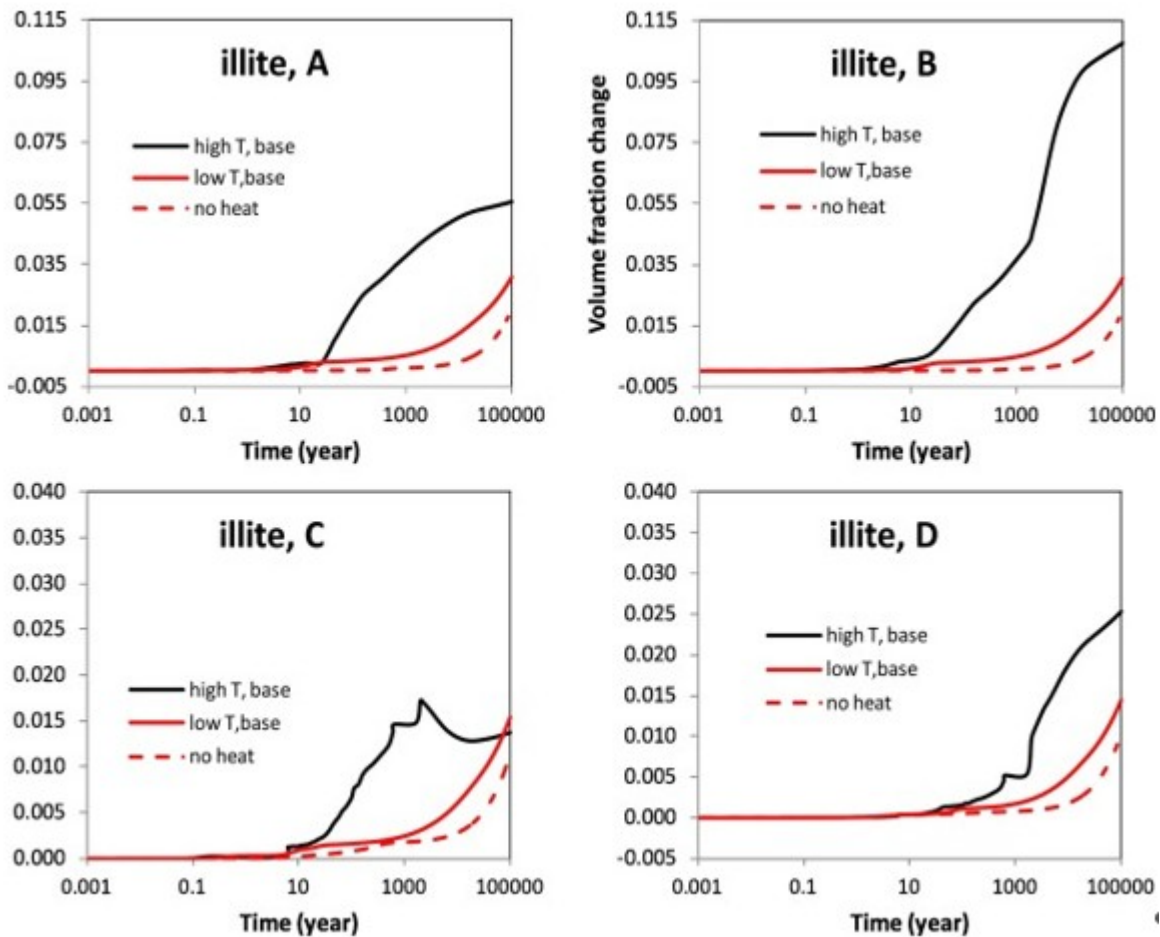 illite, A
0.115
0.095
0.075
0.055
0.035
0.015
-0.005
high T, base
low T,base
no heat
0.001 0.1 10 1000 100000
Time (year)
illite, B
Volume fraction change
0.115
0.095
0.075
0.055
0.035
0.015
-0.005
high T, base
low T,base
no heat
0.001 0.1 10 1000 100000
Time (year)
illite, C
0.040
0.035
0.030
0.025
0.020
0.015
0.010
0.005
0.000
high T, base
low T,base
no heat
0.001 0.1 10 1000 100000
Time (year)
illite, D
0.040
0.035
0.030
0.025
0.020
0.015
0.010
0.005
0.000
-0.005
high T, base
low T,base
no heat
0.001 0.1 10 1000 100000
Time (year)